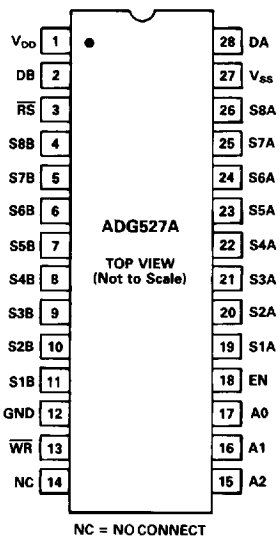 VDD 1 28 DA
DB 2 27 VSS
RS 3 26 S8A
S8B 4 25 S7A
S7B 5 24 S6A
S6B 6 23 S5A
S5B 7 22 S4A
S4B 8 21 S3A
S3B 9 20 S2A
S2B 10 19 S1A
S1B 11 18 EN
GND 12 17 A0
WR 13 16 A1
NC 14 15 A2
ADG527A
TOP VIEW
(Not to Scale)
NC = NO CONNECT